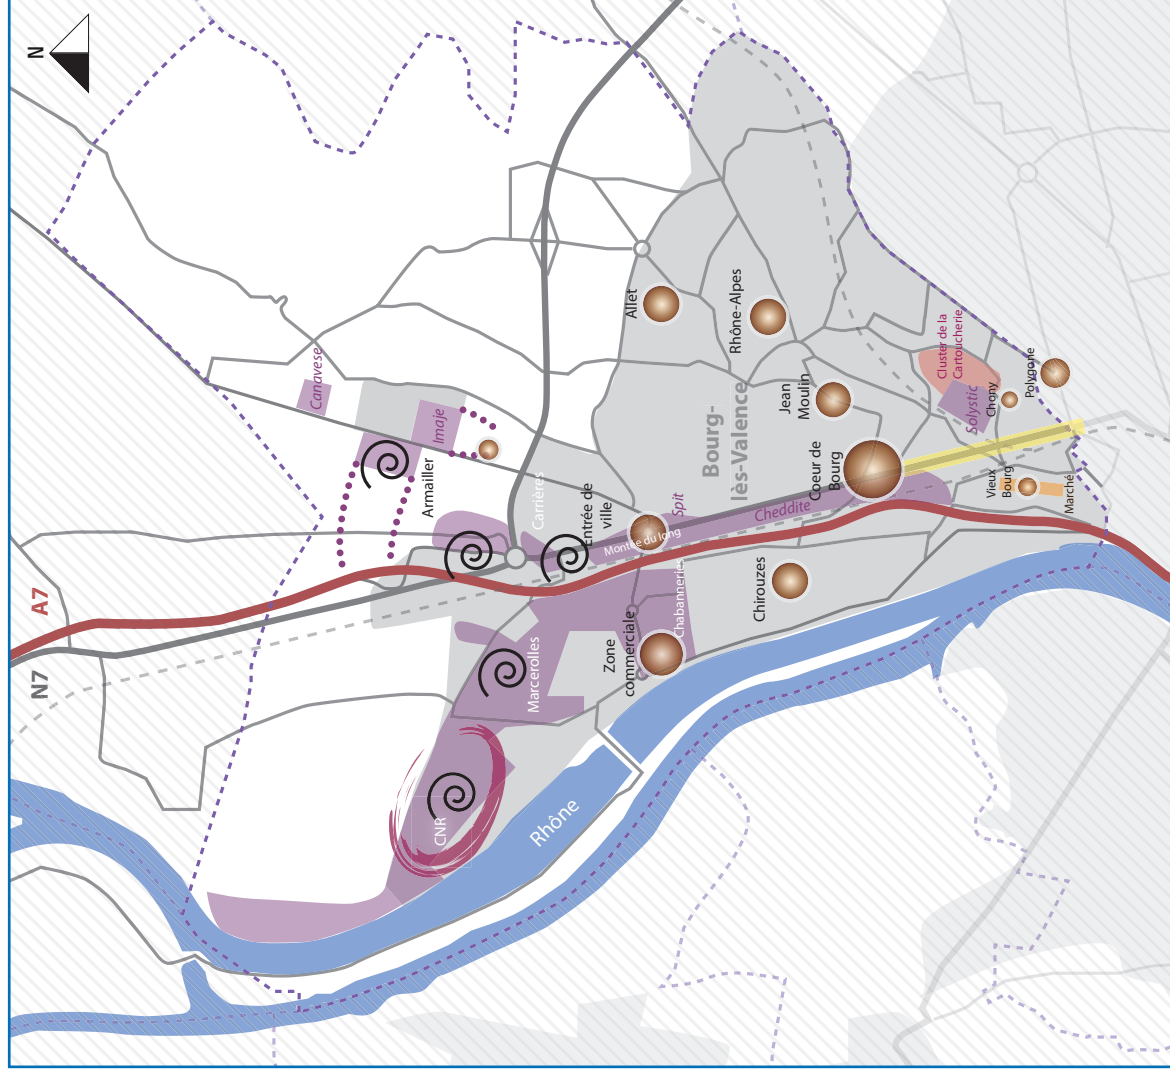 N
A7
N7
Canavese
Imaje
Armailler
Carrières
Entrée de
ville
Spit
Montée du long
Cheddite
Allet
Rhône-Alpes
Jean
Moulin
Bourg-
lès-Valence
Coeur de
Bourg
Cluster de la
Cartoucherie
Solystic
Chony
Polygone
Vieux
Bourg
Marché
Chirouzes
Chabanneries
Zone
commerciale
Marcerolles
CNR
Rhône